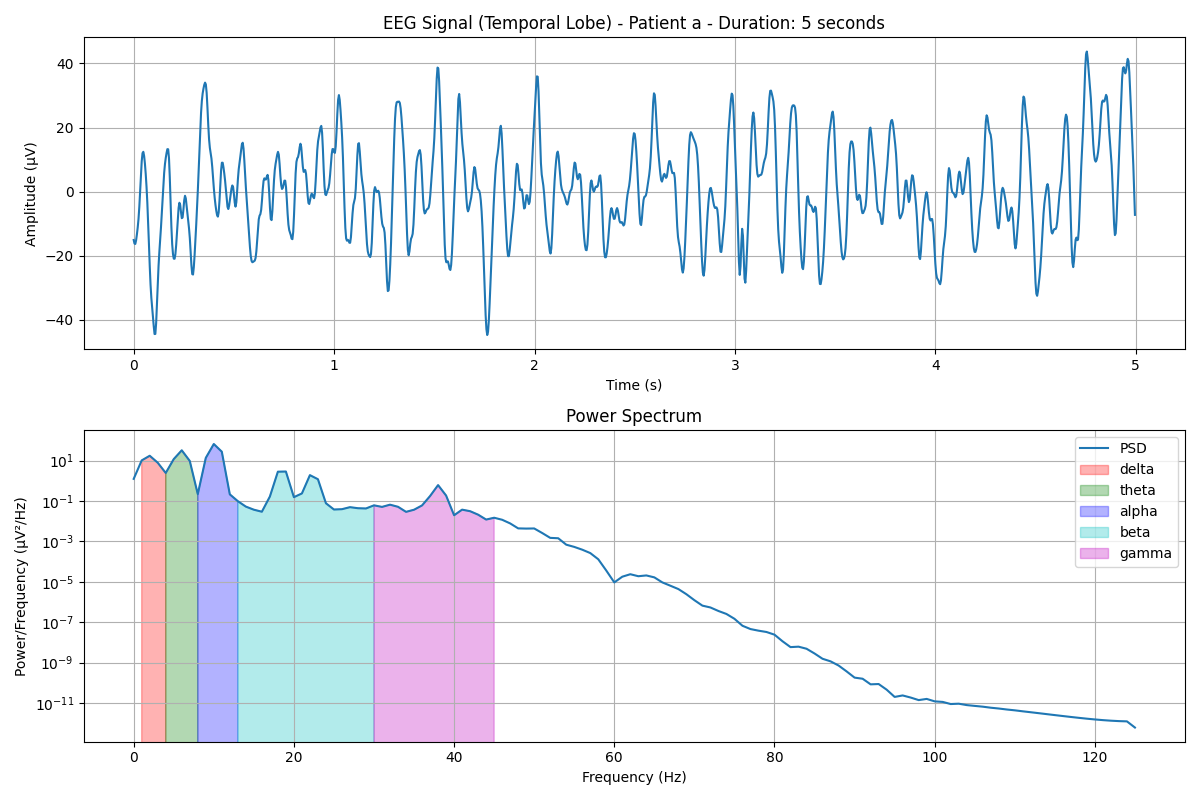 EEG Signal (Temporal Lobe) - Patient a - Duration: 5 seconds
Amplitude (µV)
40
20
0
−20
−40
0 1 2 3 4 5
Time (s)
Power Spectrum
Power/Frequency (µV²/Hz)
10¹
10⁻¹
10⁻³
10⁻⁵
10⁻⁷
10⁻⁹
10⁻¹¹
PSD
delta
theta
alpha
beta
gamma
0 20 40 60 80 100 120
Frequency (Hz)